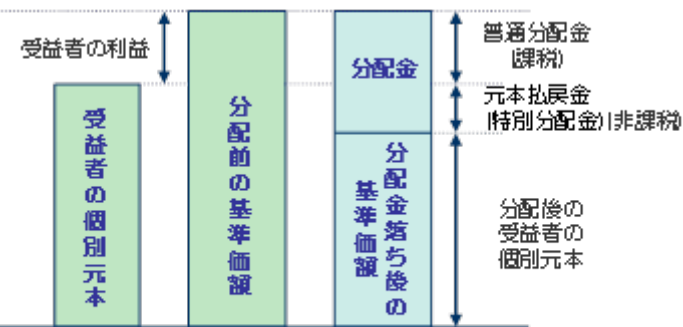 受益者の利益
受益者の個別元本
分配前の基準価額
分配金
分配金落ち後の
基準価額
普通分配金
(課税)
元本払戻金
(特別分配金)(非課税)
分配後の
受益者の
個別元本